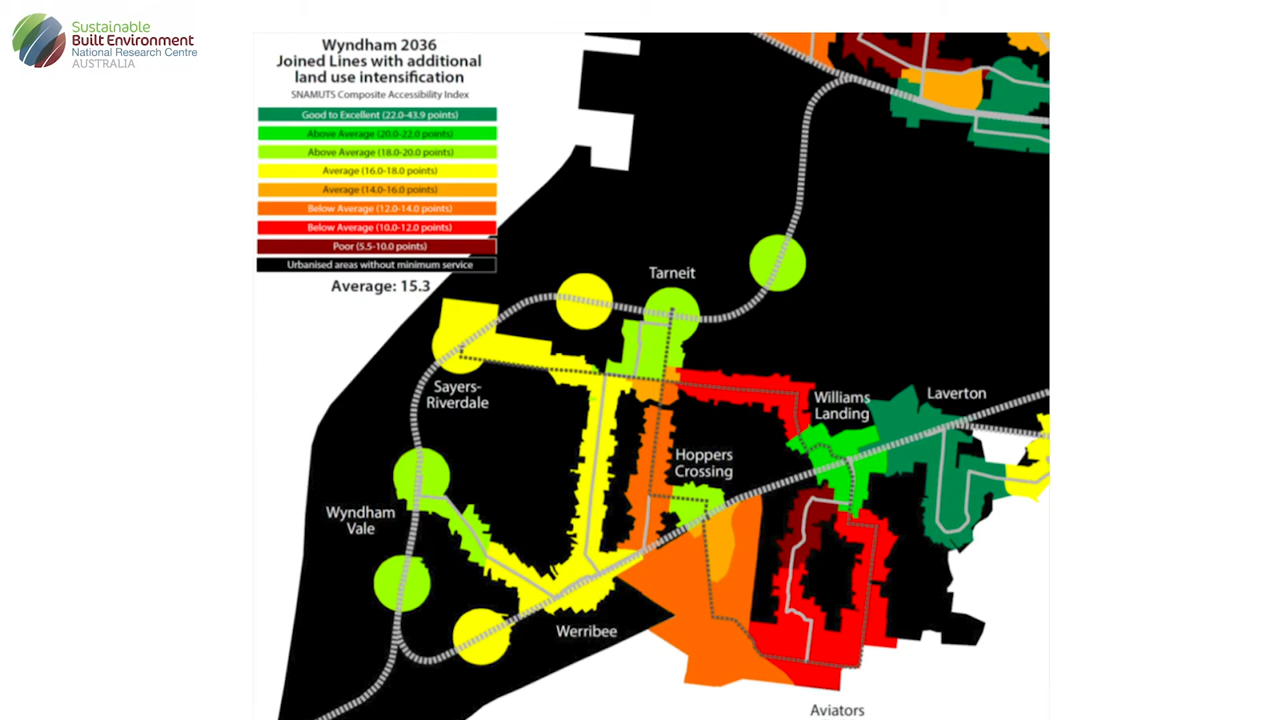 Sustainable
Built Environment
National Research Centre
AUSTRALIA
Wyndham 2036
Joined Lines with additional
land use intensification
SNAMUTS Composite Accessibility Index
Good to Excellent (22.0-43.9 points)
Above Average (20.0-22.0 points)
Above Average (18.0-20.0 points)
Average (16.0-18.0 points)
Average (14.0-16.0 points)
Below Average (12.0-14.0 points)
Below Average (10.0-12.0 points)
Poor (5.5-10.0 points)
Urbanised areas without minimum service
Average: 15.3
Tarneit
Sayers-
Riverdale
Williams
Landing
Laverton
Hoppers
Crossing
Wyndham
Vale
Werribee
Aviators